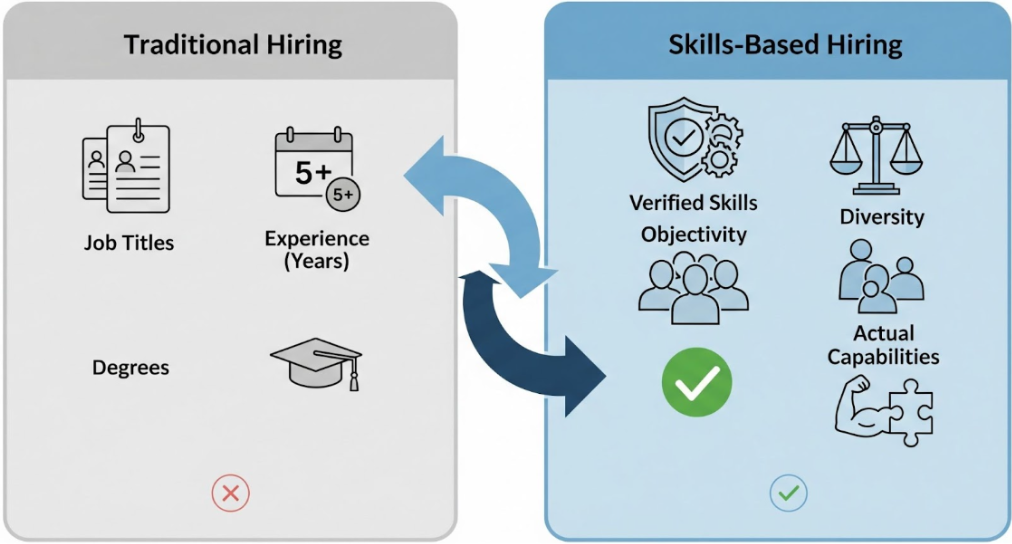 Traditional Hiring
Job Titles
5+
5+
Experience
(Years)
Degrees
Skills-Based Hiring
Verified Skills
Objectivity
Diversity
Actual
Capabilities